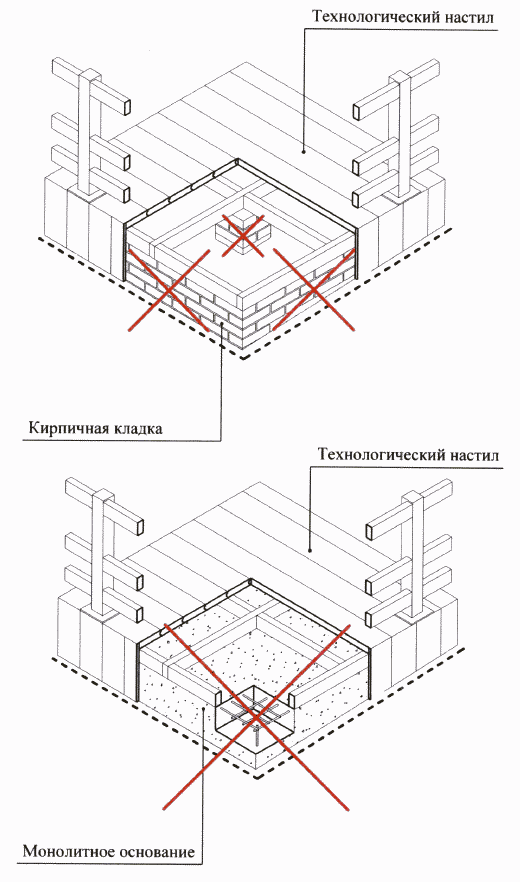 Технологический настил
Кирпичная кладка
Технологический настил
Монолитное основание